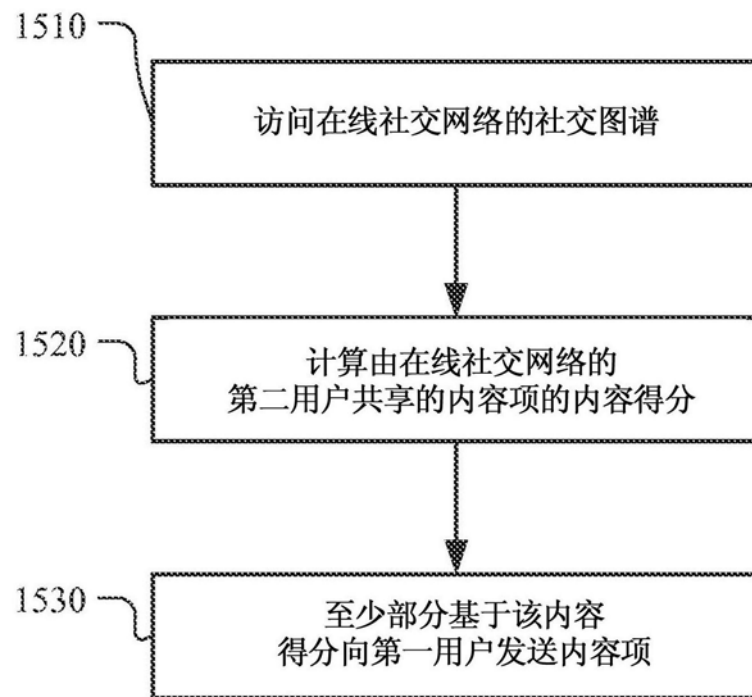 1510
访问在线社交网络的社交图谱
1520
计算由在线社交网络的
第二用户共享的内容项的内容得分
1530
至少部分基于该内容
得分向第一用户发送内容项